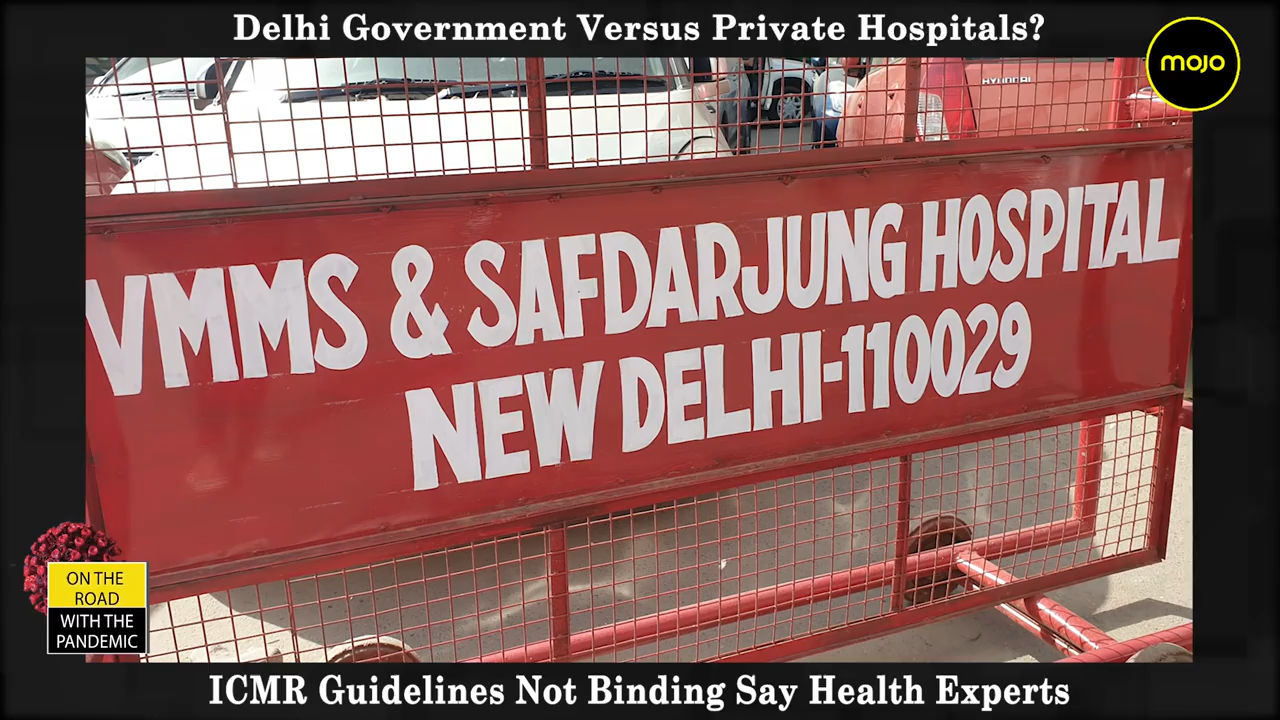 Delhi Government Versus Private Hospitals?
mojo
HYUNDAI
VMMS & SAFDARJUNG HOSPITAL
NEW DELHI-110029
ON THE
ROAD
WITH THE
PANDEMIC
ICMR Guidelines Not Binding Say Health Experts